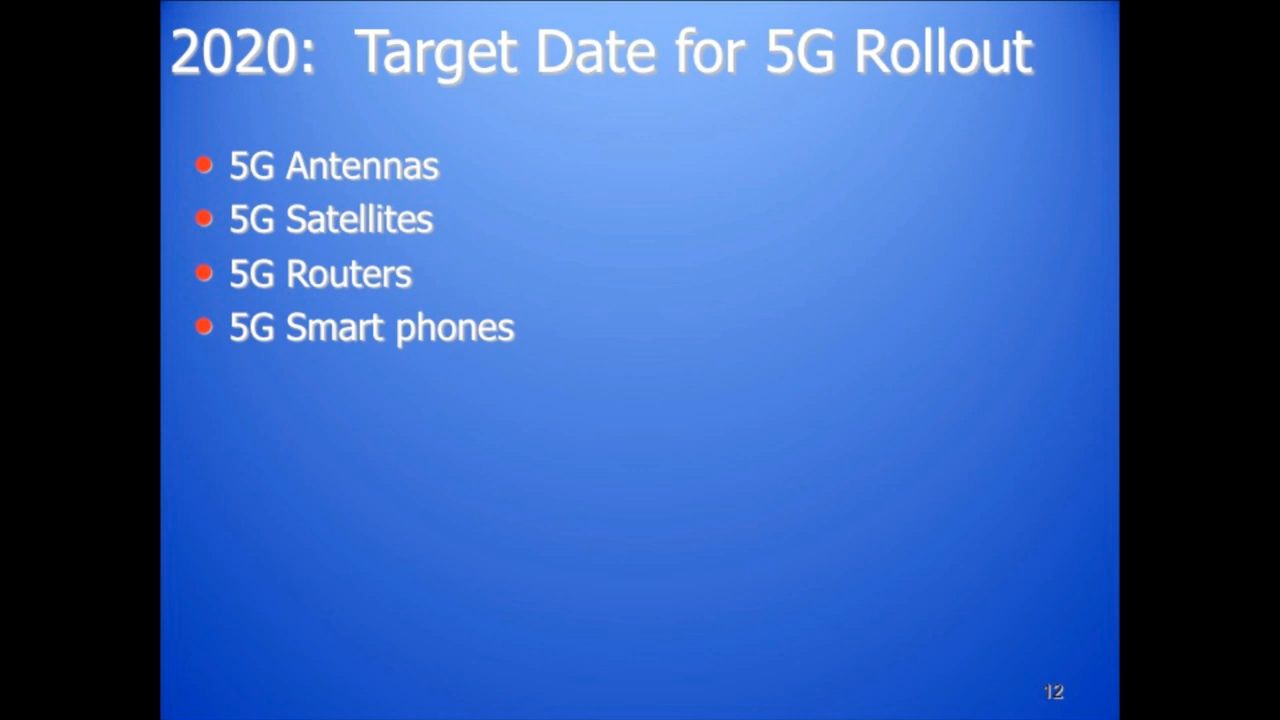 2020: Target Date for 5G Rollout
5G Antennas
5G Satellites
5G Routers
5G Smart phones
12